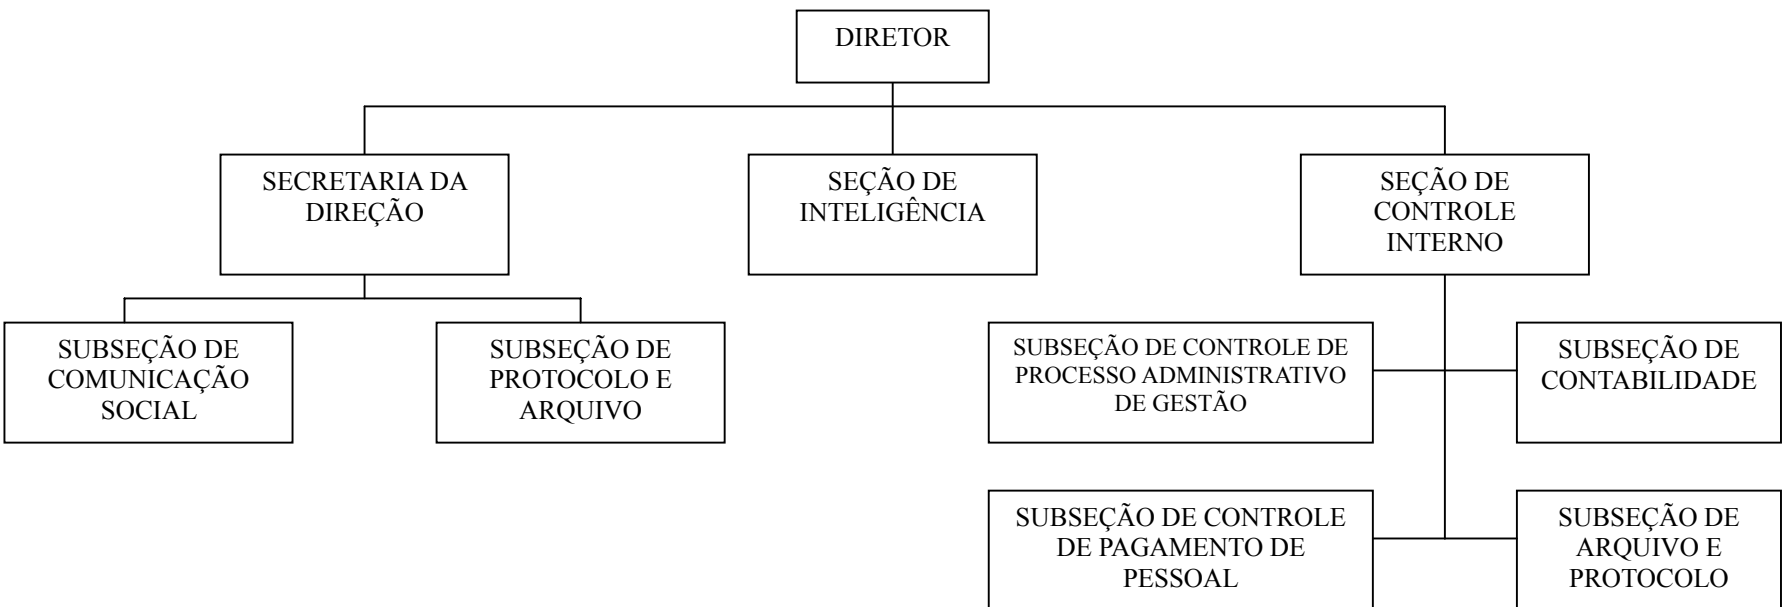 DIRETOR
SECRETARIA DA
DIREÇÃO
SEÇÃO DE
INTELIGÊNCIA
SEÇÃO DE
CONTROLE
INTERNO
SUBSEÇÃO DE
COMUNICAÇÃO
SOCIAL
SUBSEÇÃO DE
PROTOCOLO E
ARQUIVO
SUBSEÇÃO DE CONTROLE DE
PROCESSO ADMINISTRATIVO
DE GESTÃO
SUBSEÇÃO DE
CONTABILIDADE
SUBSEÇÃO DE CONTROLE
DE PAGAMENTO DE
PESSOAL
SUBSEÇÃO DE
ARQUIVO E
PROTOCOLO